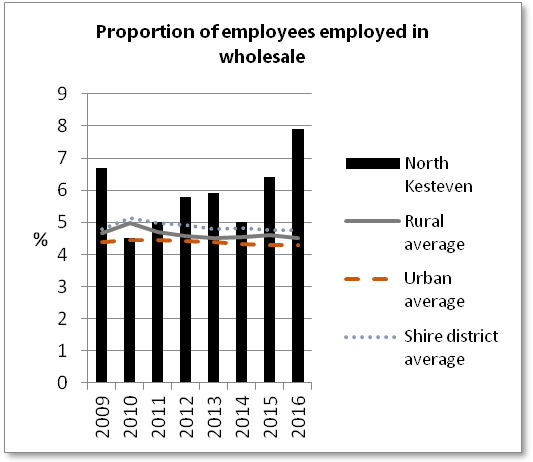 Proportion of employees employed in
wholesale
9
8
7
6
5
4
3
2
1
0
%
2009
2010
2011
2012
2013
2014
2015
2016
North
Kesteven
Rural
average
Urban
average
Shire district
average